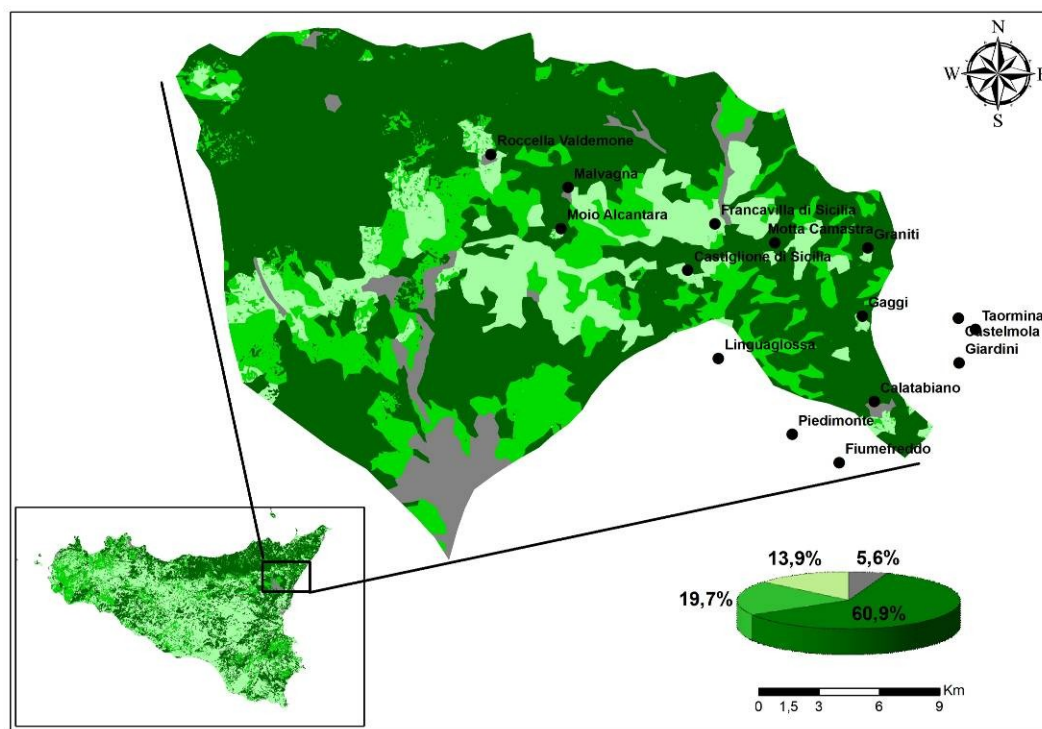 N
W
E
S
Roccella Valdemone
Malvagna
Moio Alcantara
Francavilla di Sicilia
Motta Camastra
Graniti
Castiglione di Sicilia
Gaggi
Taormina
Castelmola
Giardini
Linguaglossa
Calatabiano
Piedimonte
Fiumefreddo
13,9%
5,6%
19,7%
60,9%
Km
0 1,5 3 6 9